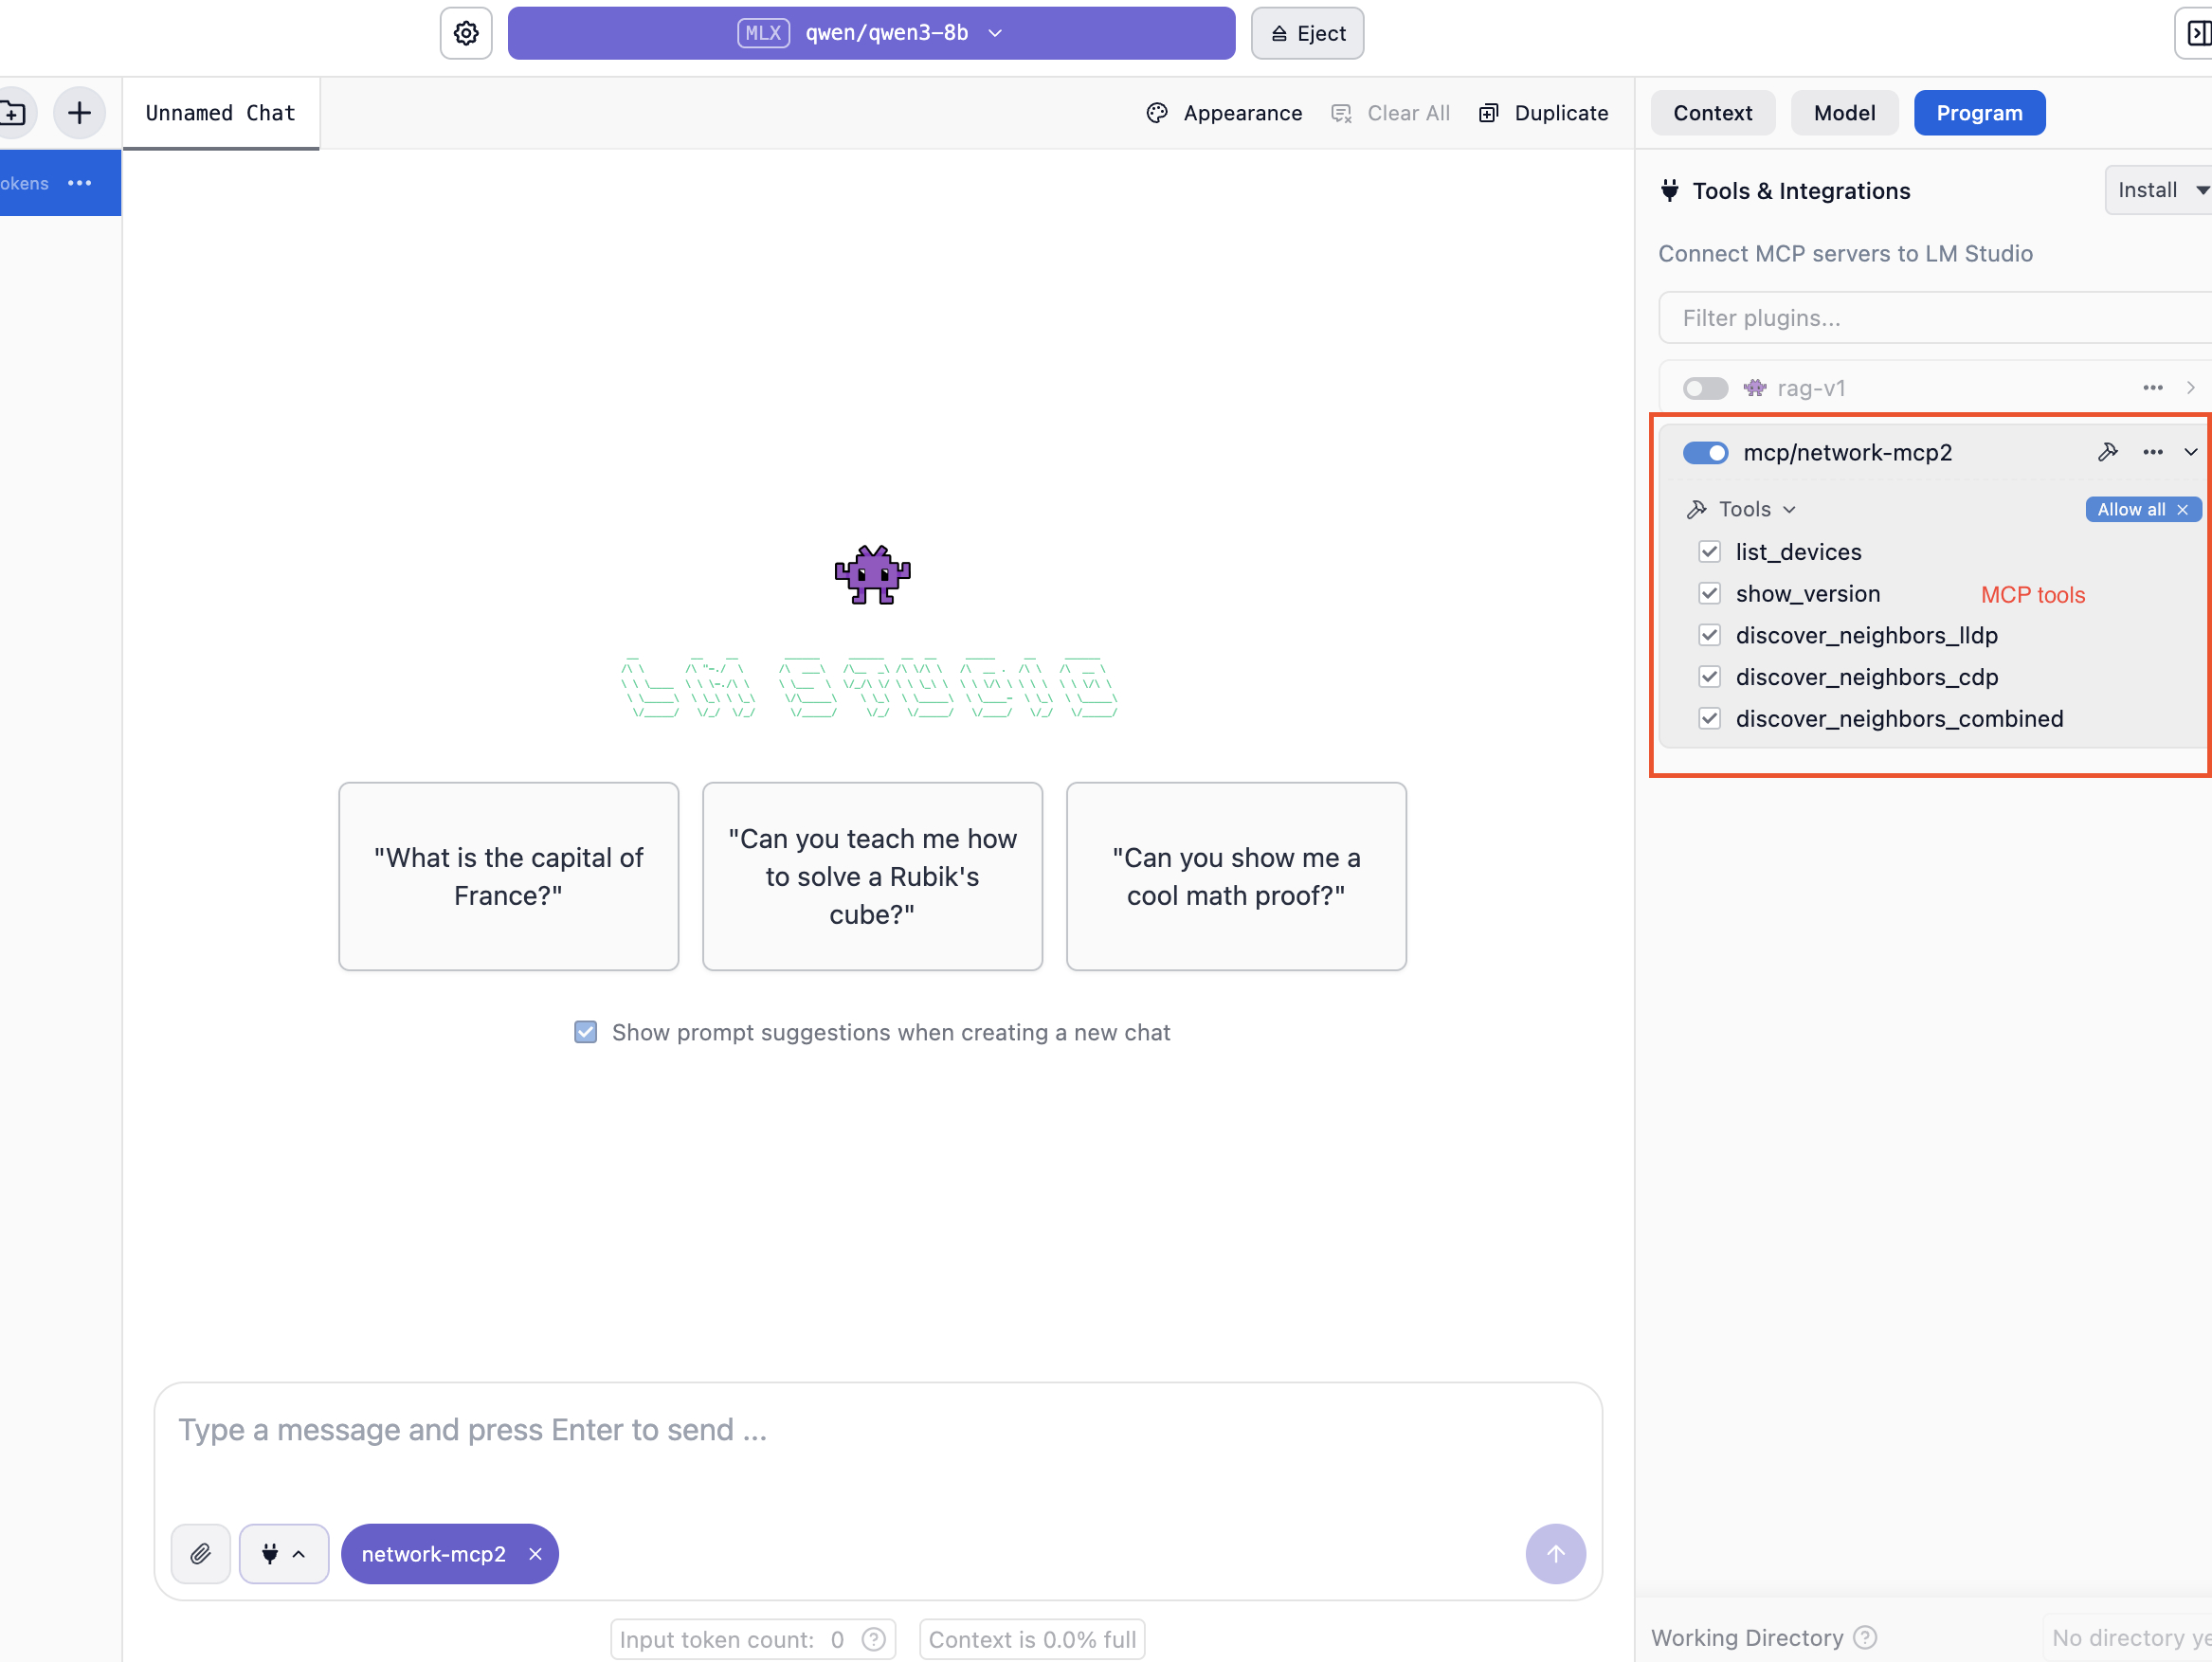 MLX qwen/qwen3-8b
Eject
Unnamed Chat
Appearance
Clear All
Duplicate
Context
Model
Program
okens
Tools & Integrations
Install
Connect MCP servers to LM Studio
Filter plugins...
rag-v1
mcp/network-mcp2
Tools
Allow all
list_devices
show_version
MCP tools
discover_neighbors_lldp
discover_neighbors_cdp
discover_neighbors_combined
LM STUDIO
"What is the capital of
France?"
"Can you teach me how
to solve a Rubik's
cube?"
"Can you show me a
cool math proof?"
Show prompt suggestions when creating a new chat
Type a message and press Enter to send ...
network-mcp2
Input token count: 0
Context is 0.0% full
Working Directory
No directory ye